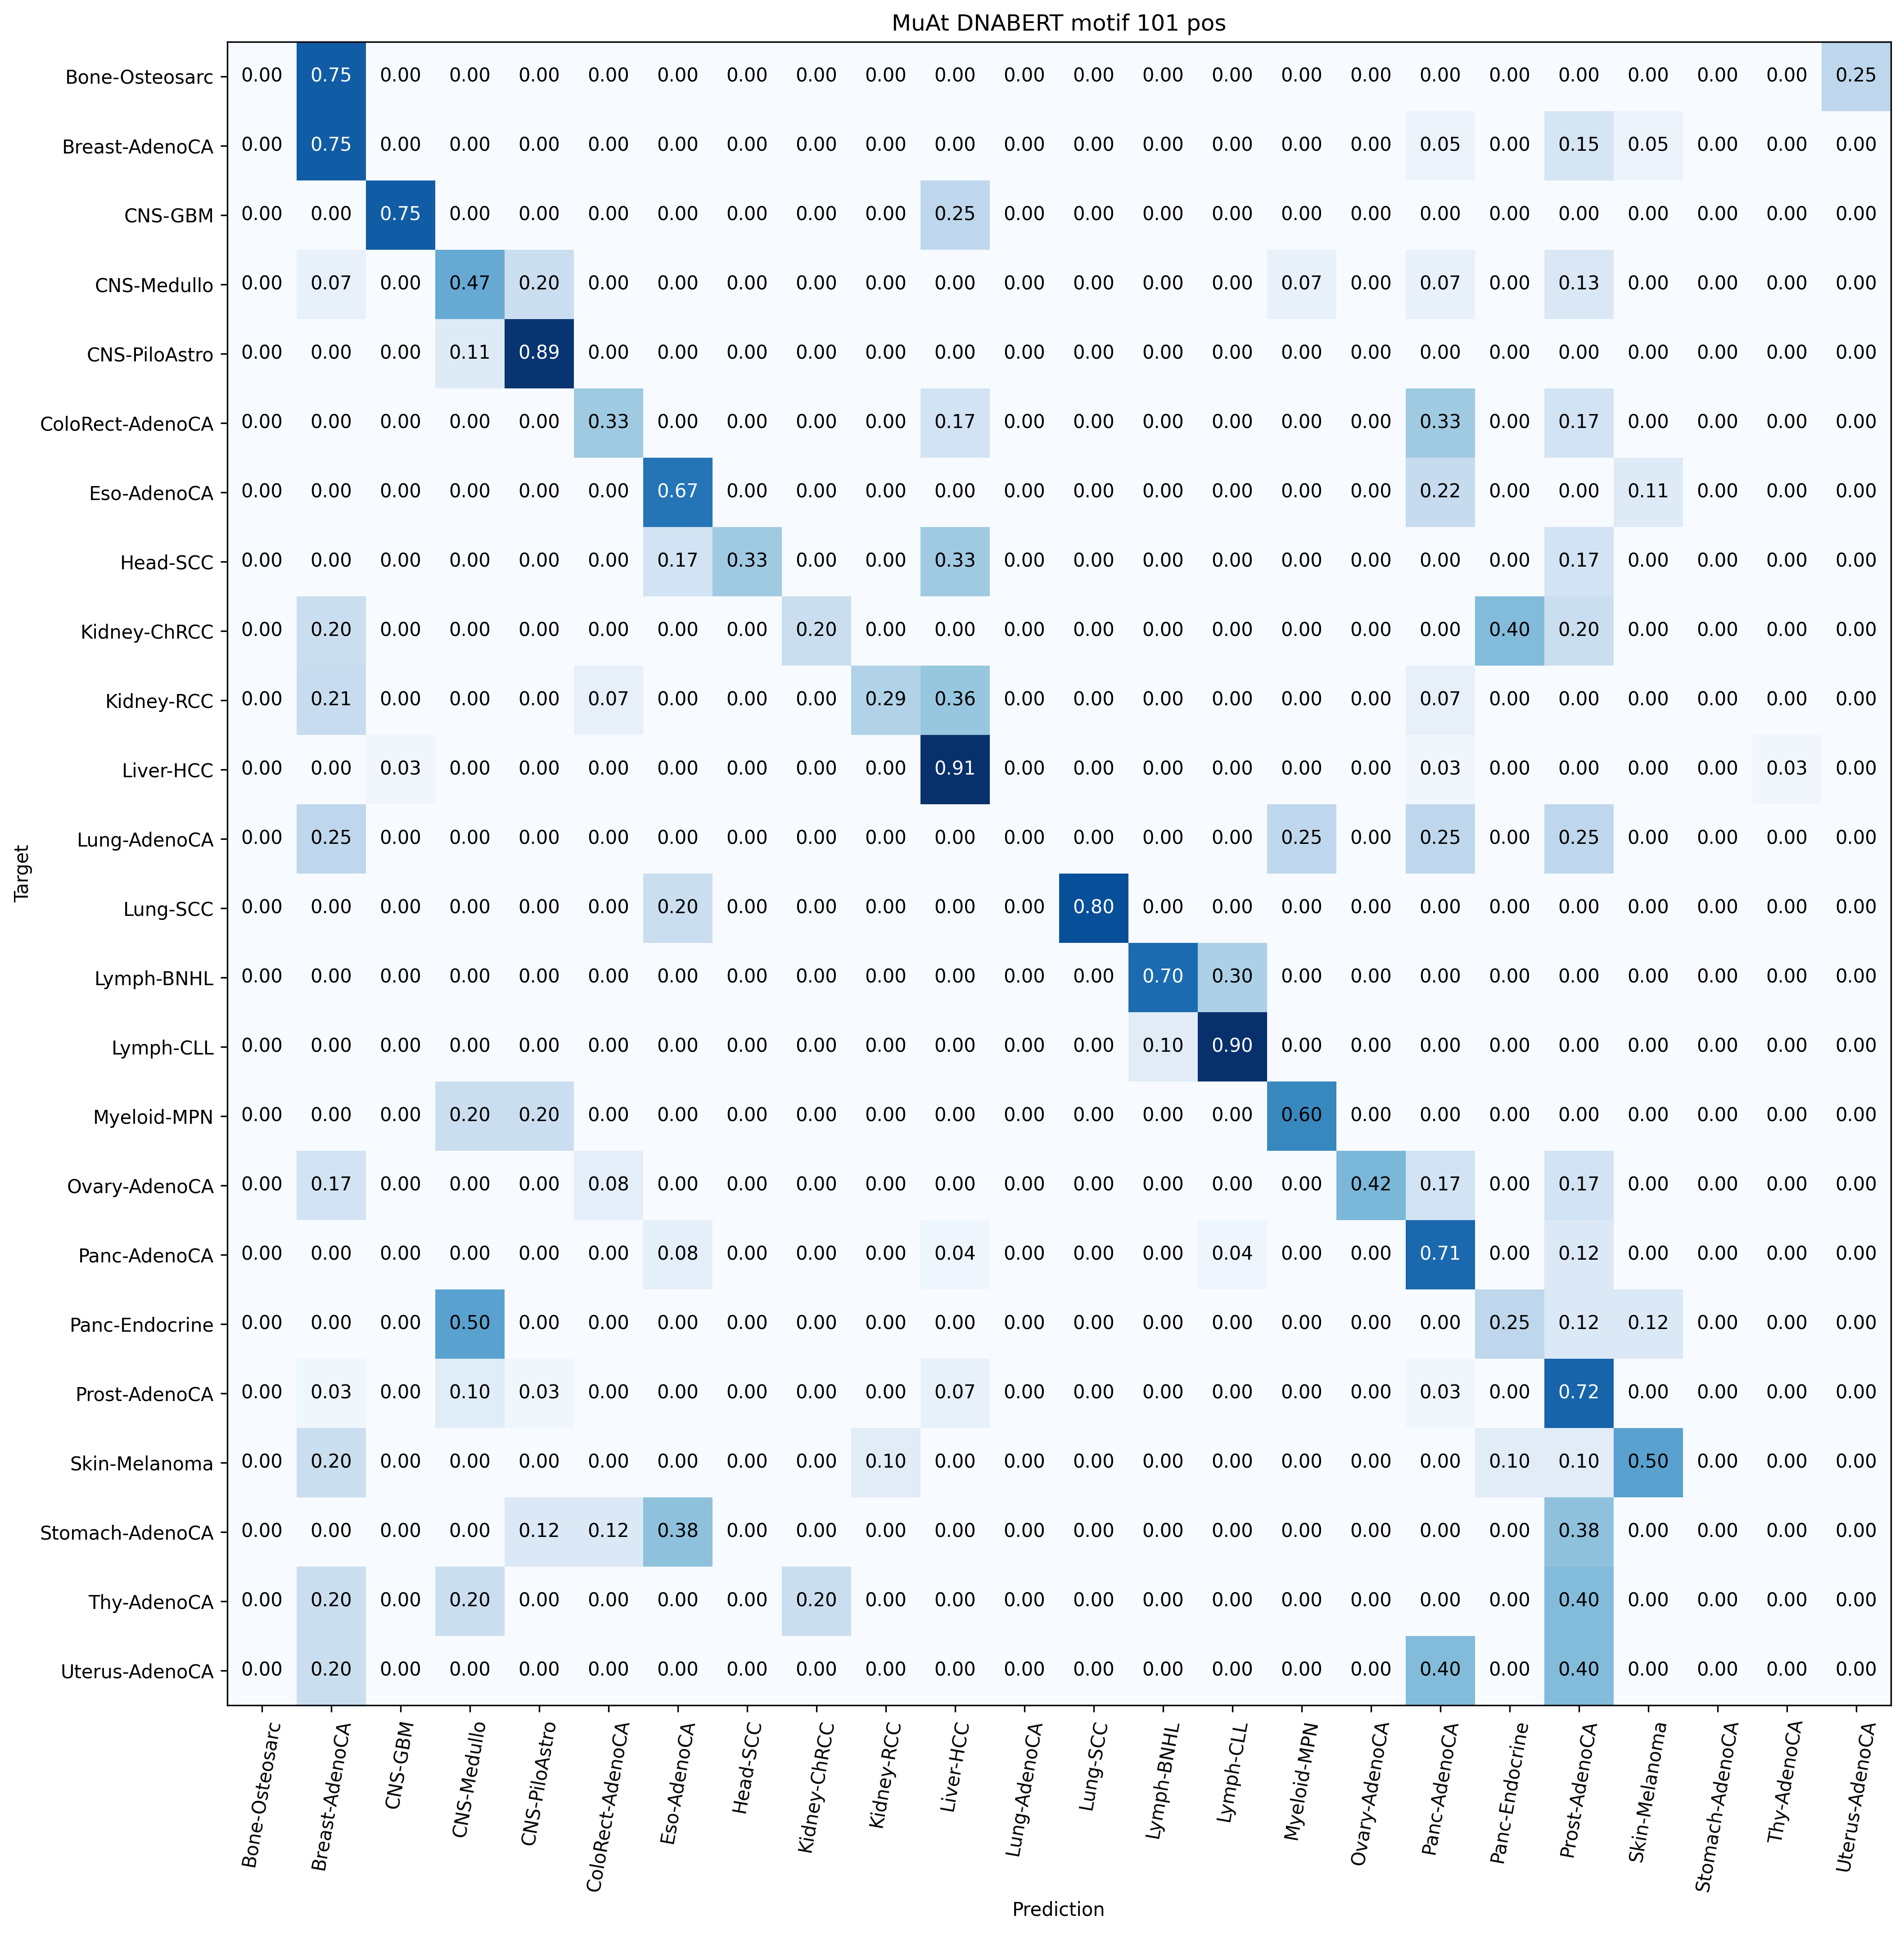 MuAt DNABERT motif 101 pos
Bone-Osteosarc 0.00 0.75 0.00 0.00 0.00 0.00 0.00 0.00 0.00 0.00 0.00 0.00 0.00 0.00 0.00 0.00 0.00 0.00 0.00 0.00 0.00 0.00 0.00 0.25
Breast-AdenoCA 0.00 0.75 0.00 0.00 0.00 0.00 0.00 0.00 0.00 0.00 0.00 0.00 0.00 0.00 0.00 0.00 0.00 0.05 0.00 0.15 0.05 0.00 0.00 0.00
CNS-GBM 0.00 0.00 0.75 0.00 0.00 0.00 0.00 0.00 0.00 0.00 0.25 0.00 0.00 0.00 0.00 0.00 0.00 0.00 0.00 0.00 0.00 0.00 0.00 0.00
CNS-Medullo 0.00 0.07 0.00 0.47 0.20 0.00 0.00 0.00 0.00 0.00 0.00 0.00 0.00 0.00 0.00 0.07 0.00 0.07 0.00 0.13 0.00 0.00 0.00 0.00
CNS-PiloAstro 0.00 0.00 0.00 0.11 0.89 0.00 0.00 0.00 0.00 0.00 0.00 0.00 0.00 0.00 0.00 0.00 0.00 0.00 0.00 0.00 0.00 0.00 0.00 0.00
ColoRect-AdenoCA 0.00 0.00 0.00 0.00 0.00 0.33 0.00 0.00 0.00 0.00 0.17 0.00 0.00 0.00 0.00 0.00 0.00 0.33 0.00 0.17 0.00 0.00 0.00 0.00
Eso-AdenoCA 0.00 0.00 0.00 0.00 0.00 0.00 0.67 0.00 0.00 0.00 0.00 0.00 0.00 0.00 0.00 0.00 0.00 0.22 0.00 0.00 0.11 0.00 0.00 0.00
Head-SCC 0.00 0.00 0.00 0.00 0.00 0.00 0.17 0.33 0.00 0.00 0.33 0.00 0.00 0.00 0.00 0.00 0.00 0.00 0.00 0.17 0.00 0.00 0.00 0.00
Kidney-ChRCC 0.00 0.20 0.00 0.00 0.00 0.00 0.00 0.00 0.20 0.00 0.00 0.00 0.00 0.00 0.00 0.00 0.00 0.00 0.40 0.20 0.00 0.00 0.00 0.00
Kidney-RCC 0.00 0.21 0.00 0.00 0.00 0.07 0.00 0.00 0.00 0.29 0.36 0.00 0.00 0.00 0.00 0.00 0.00 0.07 0.00 0.00 0.00 0.00 0.00 0.00
Liver-HCC 0.00 0.00 0.03 0.00 0.00 0.00 0.00 0.00 0.00 0.00 0.91 0.00 0.00 0.00 0.00 0.00 0.00 0.03 0.00 0.00 0.00 0.00 0.03 0.00
Lung-AdenoCA 0.00 0.25 0.00 0.00 0.00 0.00 0.00 0.00 0.00 0.00 0.00 0.00 0.00 0.00 0.00 0.25 0.00 0.25 0.00 0.25 0.00 0.00 0.00 0.00
Lung-SCC 0.00 0.00 0.00 0.00 0.00 0.00 0.20 0.00 0.00 0.00 0.00 0.00 0.80 0.00 0.00 0.00 0.00 0.00 0.00 0.00 0.00 0.00 0.00 0.00
Lymph-BNHL 0.00 0.00 0.00 0.00 0.00 0.00 0.00 0.00 0.00 0.00 0.00 0.00 0.00 0.70 0.30 0.00 0.00 0.00 0.00 0.00 0.00 0.00 0.00 0.00
Lymph-CLL 0.00 0.00 0.00 0.00 0.00 0.00 0.00 0.00 0.00 0.00 0.00 0.00 0.00 0.10 0.90 0.00 0.00 0.00 0.00 0.00 0.00 0.00 0.00 0.00
Myeloid-MPN 0.00 0.00 0.00 0.20 0.20 0.00 0.00 0.00 0.00 0.00 0.00 0.00 0.00 0.00 0.00 0.60 0.00 0.00 0.00 0.00 0.00 0.00 0.00 0.00
Ovary-AdenoCA 0.00 0.17 0.00 0.00 0.00 0.08 0.00 0.00 0.00 0.00 0.00 0.00 0.00 0.00 0.00 0.00 0.42 0.17 0.00 0.17 0.00 0.00 0.00 0.00
Panc-AdenoCA 0.00 0.00 0.00 0.00 0.00 0.00 0.08 0.00 0.00 0.00 0.04 0.00 0.00 0.00 0.04 0.00 0.00 0.71 0.00 0.12 0.00 0.00 0.00 0.00
Panc-Endocrine 0.00 0.00 0.00 0.50 0.00 0.00 0.00 0.00 0.00 0.00 0.00 0.00 0.00 0.00 0.00 0.00 0.00 0.00 0.25 0.12 0.12 0.00 0.00 0.00
Prost-AdenoCA 0.00 0.03 0.00 0.10 0.03 0.00 0.00 0.00 0.00 0.00 0.07 0.00 0.00 0.00 0.00 0.00 0.00 0.03 0.00 0.72 0.00 0.00 0.00 0.00
Skin-Melanoma 0.00 0.20 0.00 0.00 0.00 0.00 0.00 0.00 0.00 0.10 0.00 0.00 0.00 0.00 0.00 0.00 0.00 0.00 0.10 0.10 0.50 0.00 0.00 0.00
Stomach-AdenoCA 0.00 0.00 0.00 0.00 0.12 0.12 0.38 0.00 0.00 0.00 0.00 0.00 0.00 0.00 0.00 0.00 0.00 0.00 0.00 0.38 0.00 0.00 0.00 0.00
Thy-AdenoCA 0.00 0.20 0.00 0.20 0.00 0.00 0.00 0.00 0.20 0.00 0.00 0.00 0.00 0.00 0.00 0.00 0.00 0.00 0.00 0.40 0.00 0.00 0.00 0.00
Uterus-AdenoCA 0.00 0.20 0.00 0.00 0.00 0.00 0.00 0.00 0.00 0.00 0.00 0.00 0.00 0.00 0.00 0.00 0.00 0.40 0.00 0.40 0.00 0.00 0.00 0.00
Target
Bone-Osteosarc
Breast-AdenoCA
CNS-GBM
CNS-Medullo
CNS-PiloAstro
ColoRect-AdenoCA
Eso-AdenoCA
Head-SCC
Kidney-ChRCC
Kidney-RCC
Liver-HCC
Lung-AdenoCA
Lung-SCC
Lymph-BNHL
Lymph-CLL
Myeloid-MPN
Ovary-AdenoCA
Panc-AdenoCA
Panc-Endocrine
Prost-AdenoCA
Skin-Melanoma
Stomach-AdenoCA
Thy-AdenoCA
Uterus-AdenoCA
Prediction